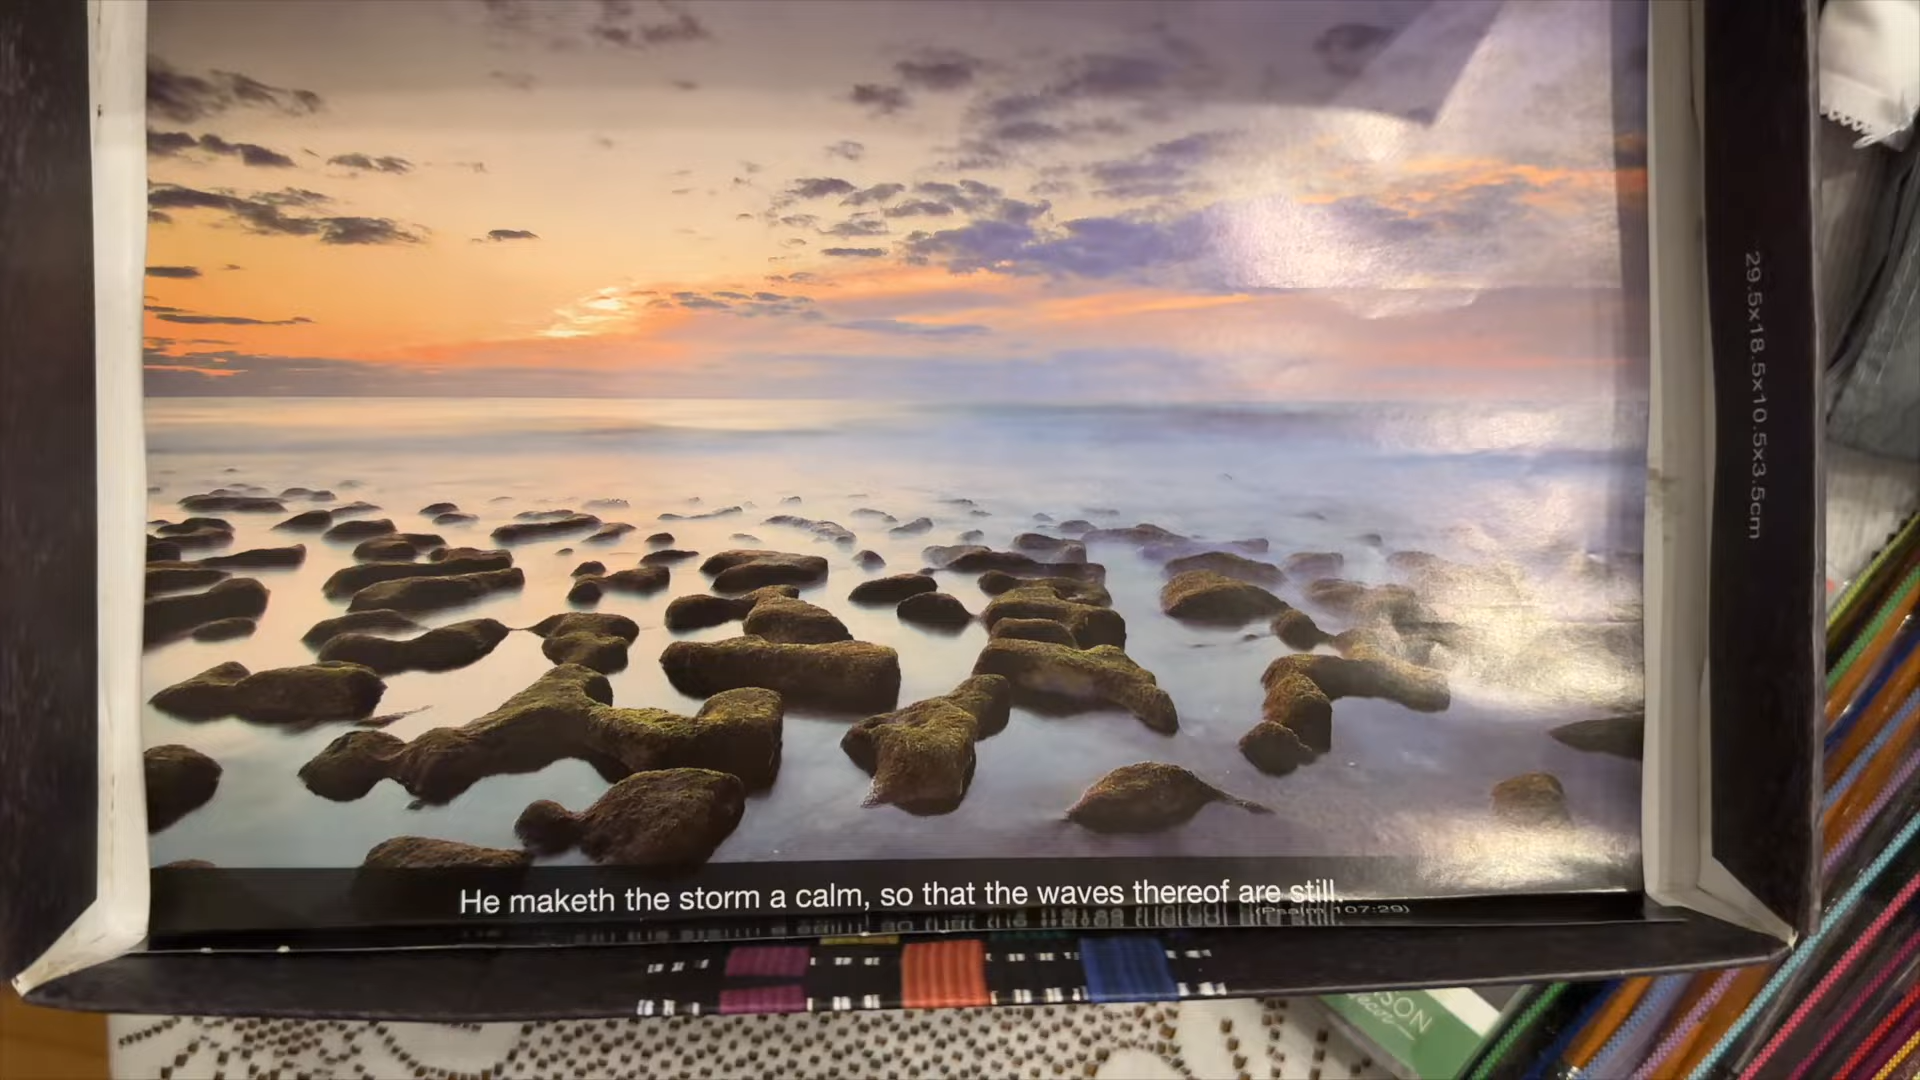 29.5x18.5x10.5x3.5cm
He maketh the storm a calm, so that the waves thereof are still.
(Psalm 107:29)